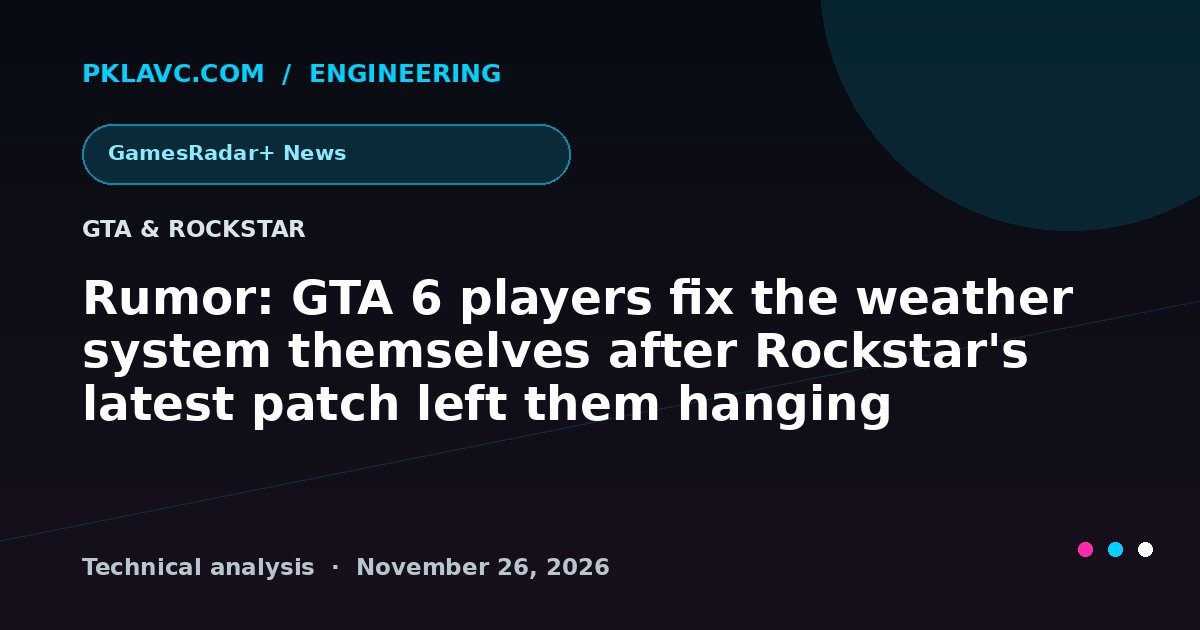 PKLAVC.COM / ENGINEERING
GamesRadar+ News
GTA & ROCKSTAR
Rumor: GTA 6 players fix the weather
system themselves after Rockstar's
latest patch left them hanging
Technical analysis · November 26, 2026